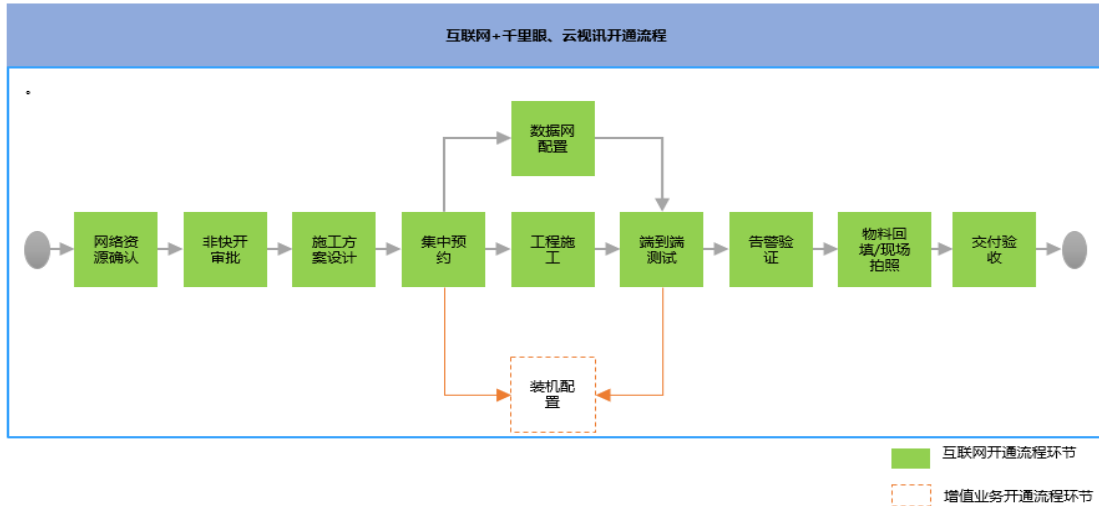 互联网+千里眼、云视讯开通流程
。
数据网
配置
网络资
源确认
非快开
审批
施工方
案设计
集中预
约
工程施
工
端到端
测试
告警验
证
物料回
填/现场
拍照
交付验
收
装机配
置
互联网开通流程环节
增值业务开通流程环节